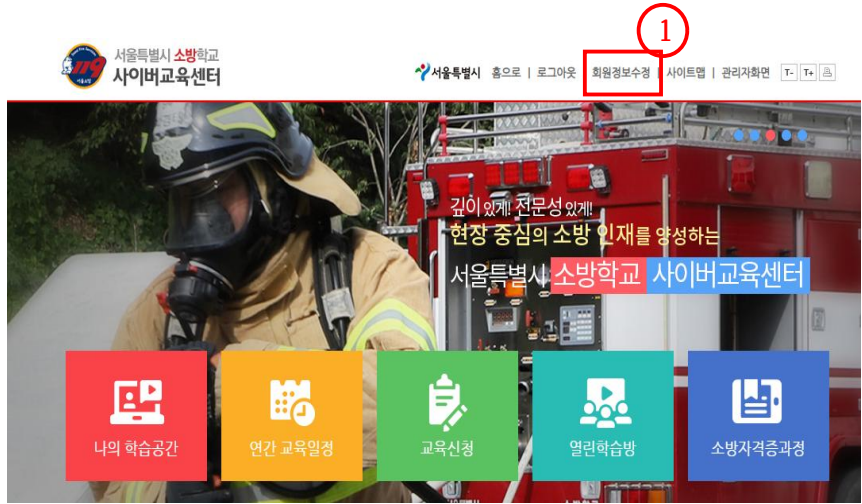 1
서울특별시 소방학교
119
사이버교육센터
서울특별시 홈으로 | 로그아웃 회원정보수정 | 사이트맵 | 관리자화면 T- T+
깊이 있게! 전문성 있게!
현장 중심의 소방 인재를 양성하는
서울특별시 소방학교 사이버교육센터
나의 학습공간
연간 교육일정
교육신청
열린학습방
소방자격증과정